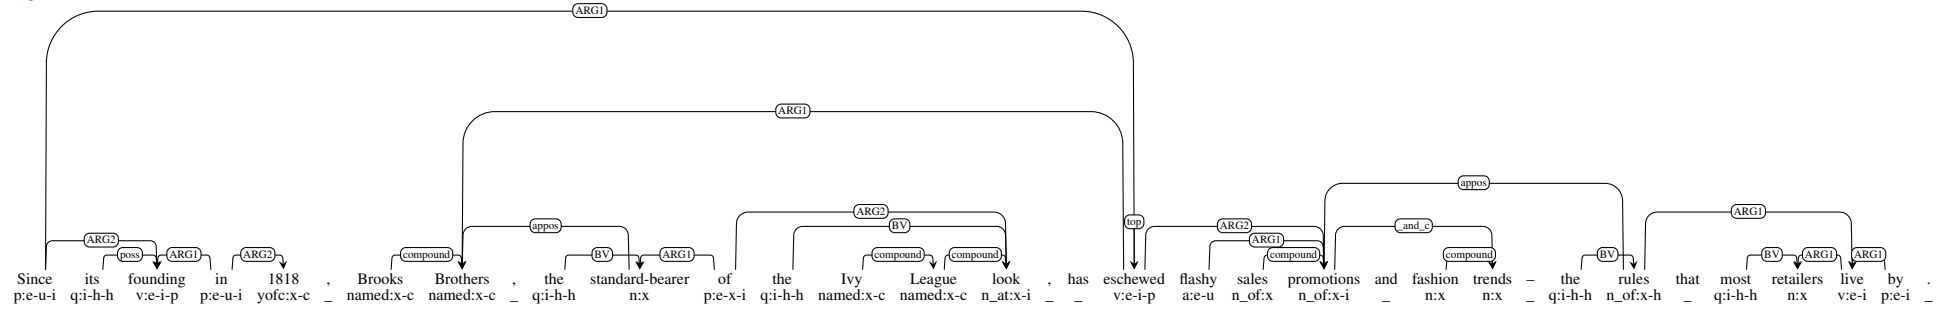 ARG1
ARG1
appos
ARG2 _and_c ARG1
appos BV top ARG2
ARG2 ARG1
poss ARG1 ARG2 compound BV ARG1 compound compound compound compound BV BV ARG1 ARG1
Since its founding in 1818 , Brooks Brothers , the standard-bearer of the Ivy League look , has eschewed flashy sales promotions and fashion trends – the rules that most retailers live by .
p:e-u-i q:i-h-h v:e-i-p p:e-u-i yofc:x-c _ named:x-c named:x-c _ q:i-h-h n:x p:e-x-i q:i-h-h named:x-c named:x-c n_at:x-i _ _ v:e-i-p a:e-u n_of:x n_of:x-i _ n:x n:x _ q:i-h-h n_of:x-h _ q:i-h-h n:x v:e-i p:e-i _